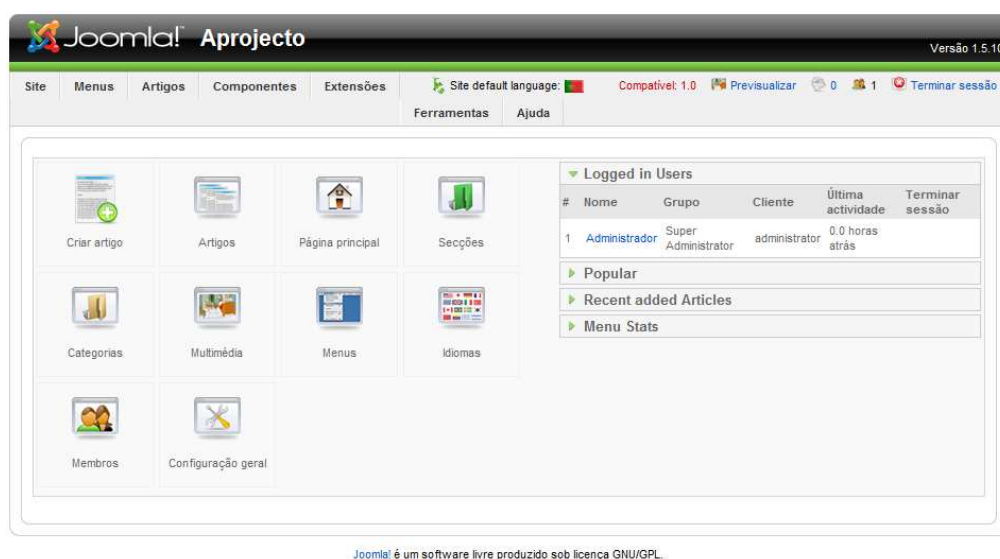 Joomla! Aprojecto
Versão 1.5.10
Site Menus Artigos Componentes Extensões Site default language: Compatível: 1.0 Previsualizar 0 1 Terminar sessão
Ferramentas Ajuda
Logged in Users
# Nome Grupo Cliente Última actividade Terminar sessão
1 Administrador Super Administrator administrator 0.0 horas atrás
Criar artigo Artigos Página principal Secções
Popular
Recent added Articles
Menu Stats
Categorias Multimédia Menus Idiomas
Membros Configuração geral
Joomla! é um software livre produzido sob licença GNU/GPL.